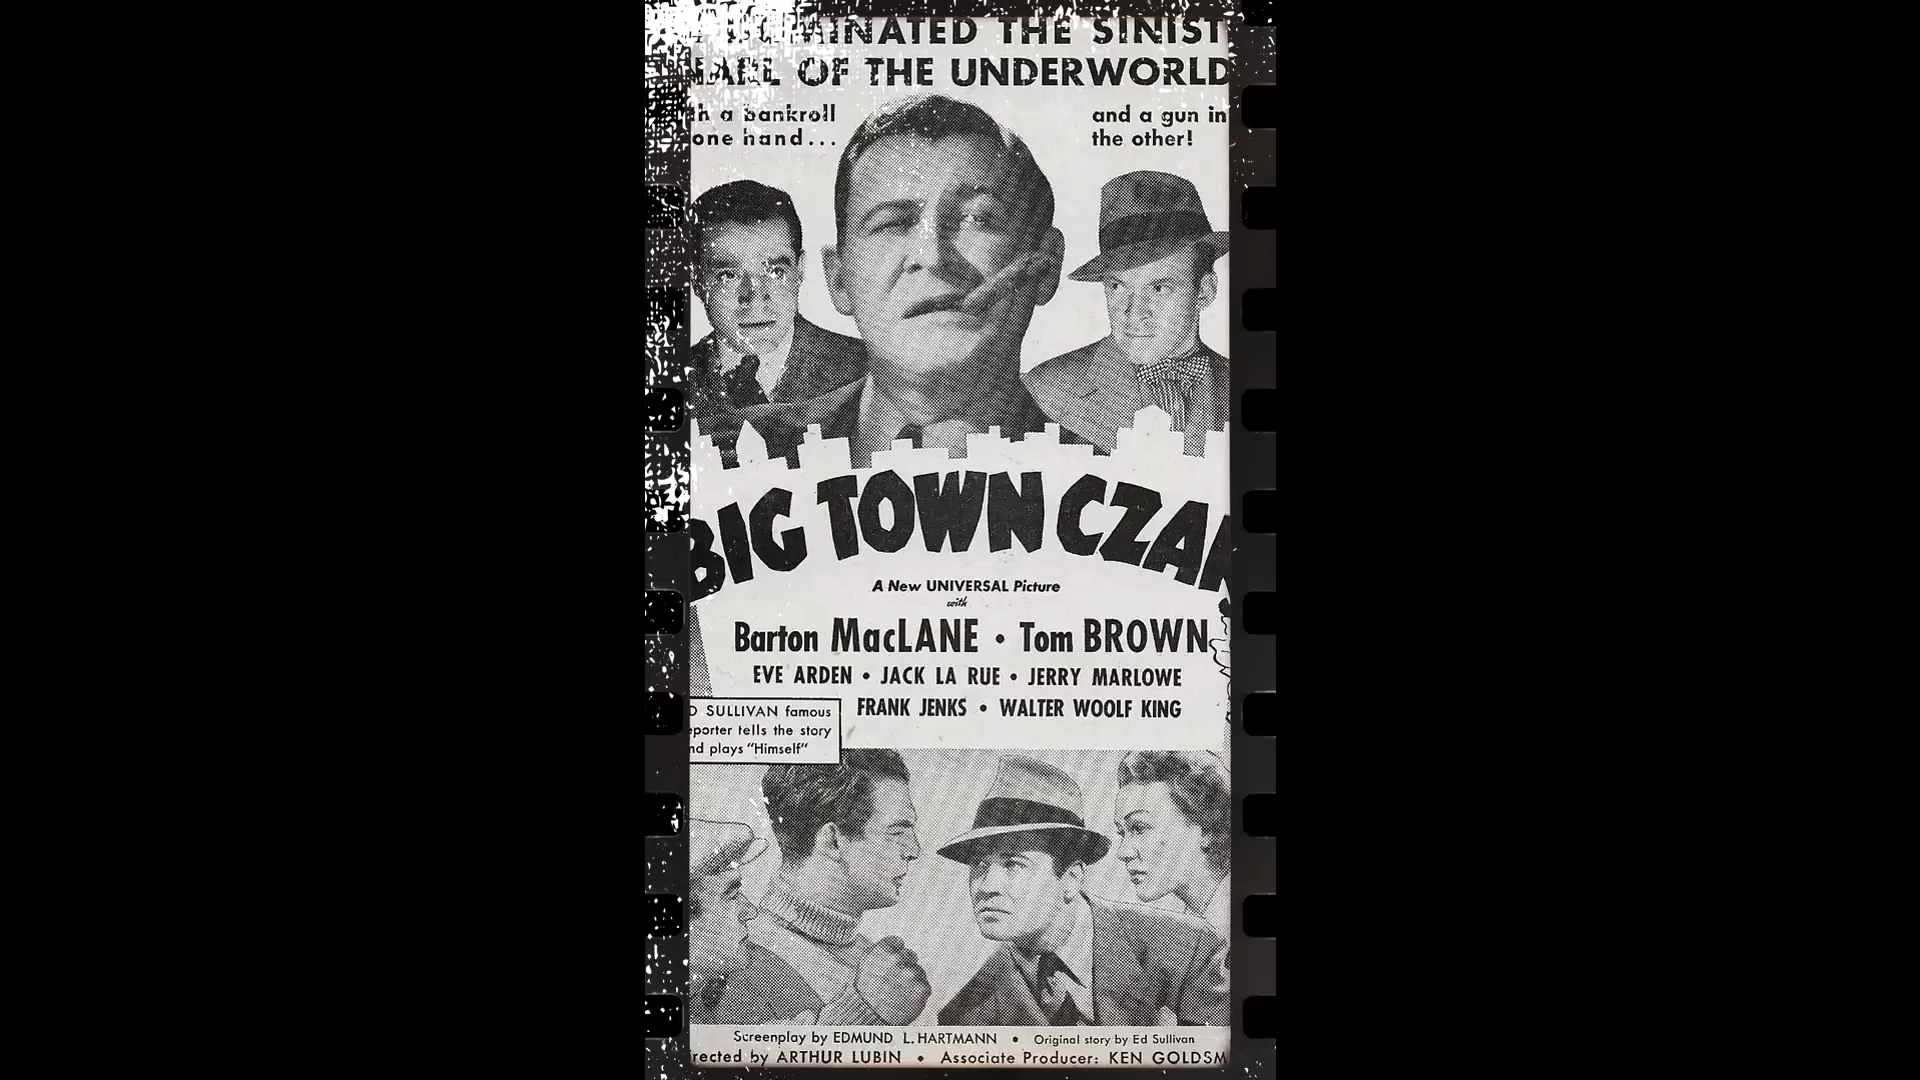 MINATED THE SINIST
OF THE UNDERWORLD
th a bankroll
one hand...
and a gun in
the other!
BIG TOWN CZAR
A New UNIVERSAL Picture
with
Barton MacLANE • Tom BROWN
EVE ARDEN • JACK LA RUE • JERRY MARLOWE
FRANK JENKS • WALTER WOOLF KING
D SULLIVAN famous
eporter tells the story
nd plays "Himself"
Screenplay by EDMUND L. HARTMANN • Original story by Ed Sullivan
rected by ARTHUR LUBIN • Associate Producer: KEN GOLDSM